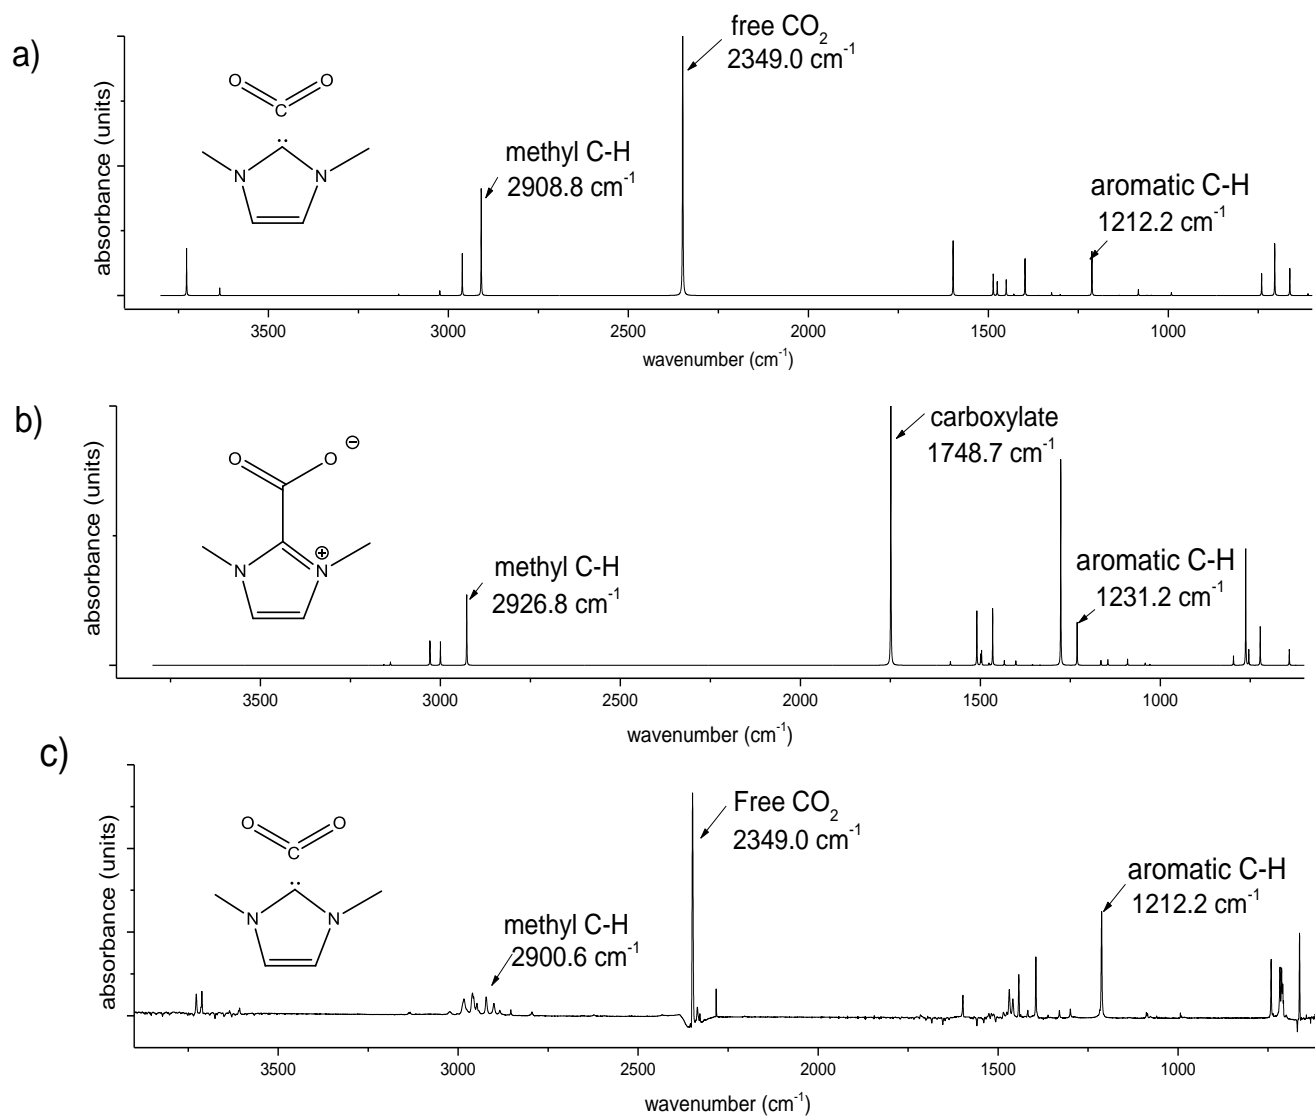 a)
free CO2
2349.0 cm-1
methyl C-H
2908.8 cm-1
aromatic C-H
1212.2 cm-1
absorbance (units)
O O
C
N N
3500 3000 2500 2000 1500 1000
wavenumber (cm-1)
b)
carboxylate
1748.7 cm-1
methyl C-H
2926.8 cm-1
aromatic C-H
1231.2 cm-1
absorbance (units)
O O ⊖
N N ⊕
3500 3000 2500 2000 1500 1000
wavenumber (cm-1)
c)
Free CO2
2349.0 cm-1
methyl C-H
2900.6 cm-1
aromatic C-H
1212.2 cm-1
absorbance (units)
O O
C
N N
3500 3000 2500 2000 1500 1000
wavenumber (cm-1)